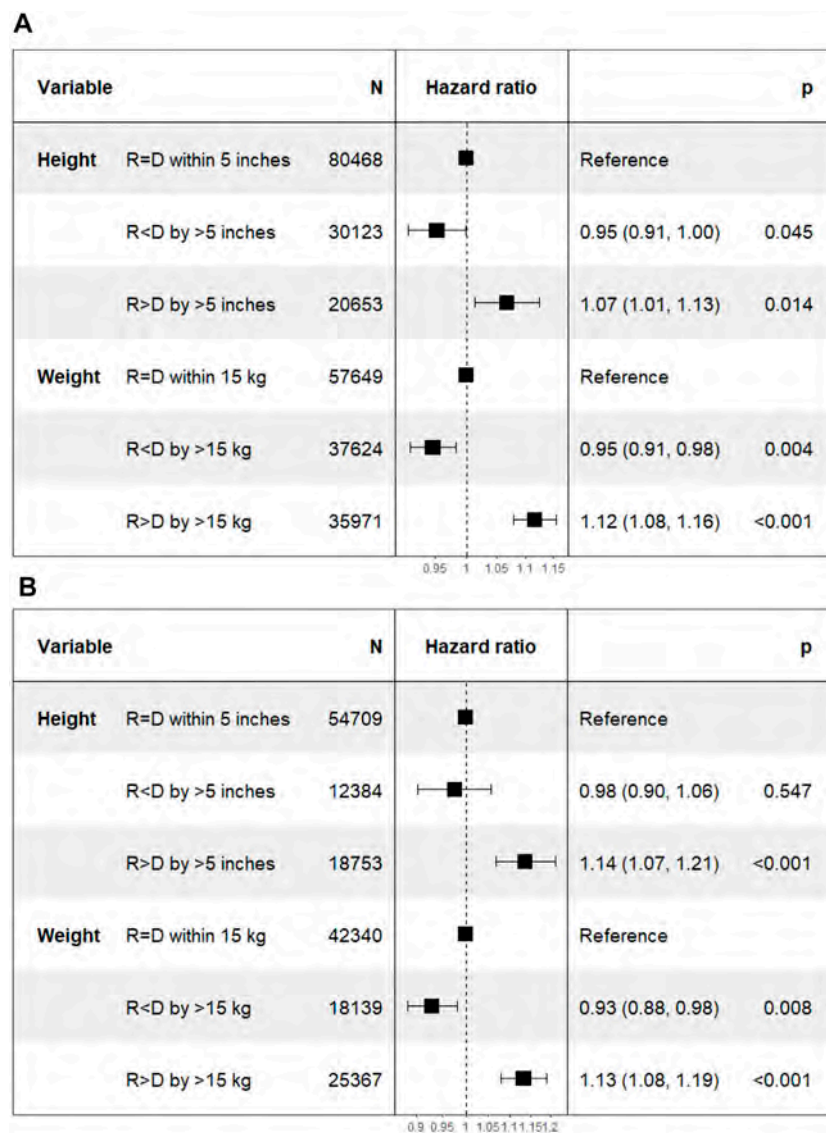 A
Variable N Hazard ratio p
Height R=D within 5 inches 80468 Reference
R<D by >5 inches 30123 0.95 (0.91, 1.00) 0.045
R>D by >5 inches 20653 1.07 (1.01, 1.13) 0.014
Weight R=D within 15 kg 57649 Reference
R<D by >15 kg 37624 0.95 (0.91, 0.98) 0.004
R>D by >15 kg 35971 1.12 (1.08, 1.16) <0.001
0.95 1 1.05 1.1 1.15
B
Variable N Hazard ratio p
Height R=D within 5 inches 54709 Reference
R<D by >5 inches 12384 0.98 (0.90, 1.06) 0.547
R>D by >5 inches 18753 1.14 (1.07, 1.21) <0.001
Weight R=D within 15 kg 42340 Reference
R<D by >15 kg 18139 0.93 (0.88, 0.98) 0.008
R>D by >15 kg 25367 1.13 (1.08, 1.19) <0.001
0.9 0.95 1 1.05 1.1 1.15 1.2